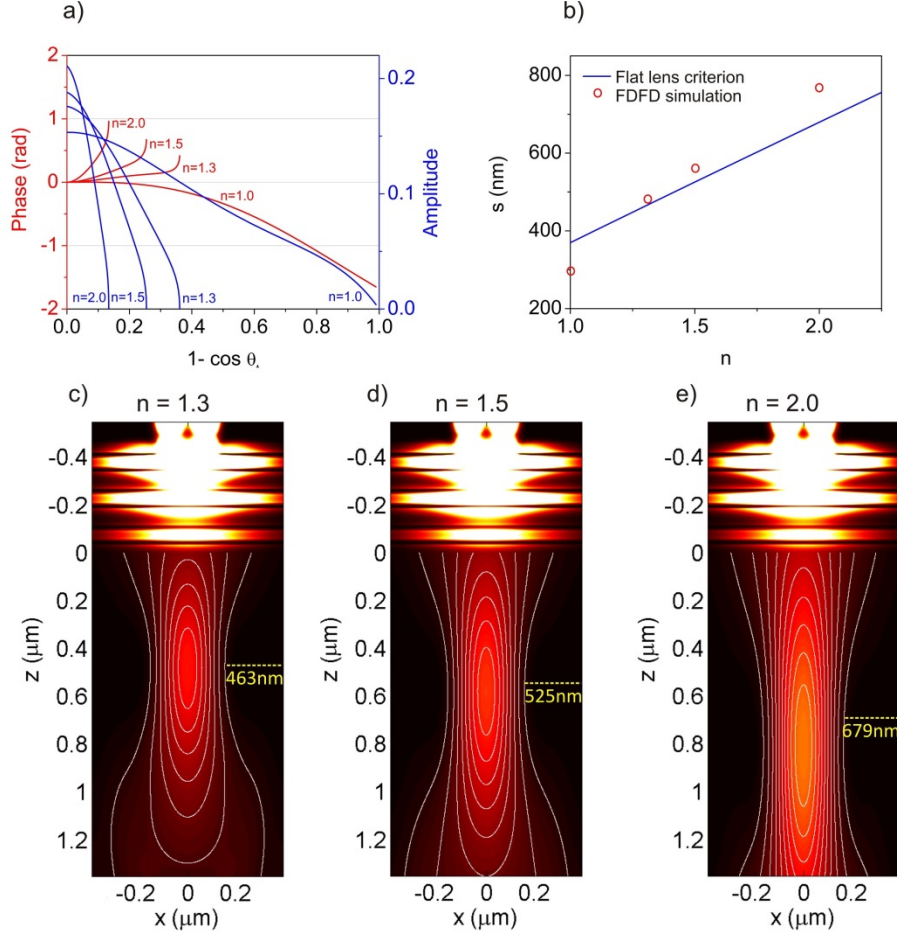 a)
b)
2
1
0
-1
-2
Phase (rad)
n=2.0
n=1.5
n=1.3
n=1.0
n=2.0 n=1.5 n=1.3 n=1.0
0.2
0.1
0.0
Amplitude
0.0 0.2 0.4 0.6 0.8 1.0
1- cos θ
800
600
400
200
s (nm)
Flat lens criterion
FDFD simulation
1.0 1.5 2.0
n
c)
n = 1.3
d)
n = 1.5
e)
n = 2.0
-0.4
-0.2
0
0.2
0.4
0.6
0.8
1
1.2
z (μm)
463nm
-0.2 0 0.2
x (μm)
-0.4
-0.2
0
0.2
0.4
0.6
0.8
1
1.2
z (μm)
525nm
-0.2 0 0.2
x (μm)
-0.4
-0.2
0
0.2
0.4
0.6
0.8
1
1.2
z (μm)
679nm
-0.2 0 0.2
x (μm)